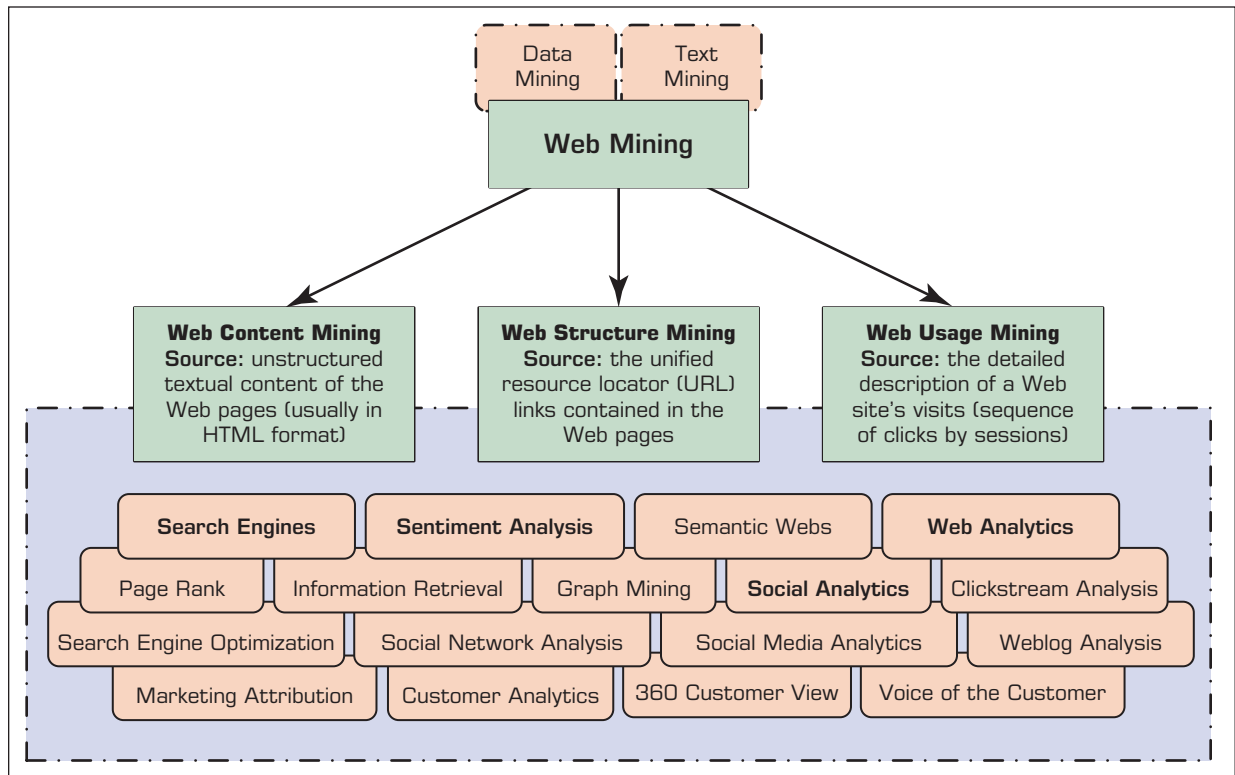 Data
Mining
Text
Mining
Web Mining
Web Content Mining
Source: unstructured
textual content of the
Web pages (usually in
HTML format)
Web Structure Mining
Source: the unified
resource locator (URL)
links contained in the
Web pages
Web Usage Mining
Source: the detailed
description of a Web
site's visits (sequence
of clicks by sessions)
Search Engines
Sentiment Analysis
Semantic Webs
Web Analytics
Page Rank
Information Retrieval
Graph Mining
Social Analytics
Clickstream Analysis
Search Engine Optimization
Social Network Analysis
Social Media Analytics
Weblog Analysis
Marketing Attribution
Customer Analytics
360 Customer View
Voice of the Customer